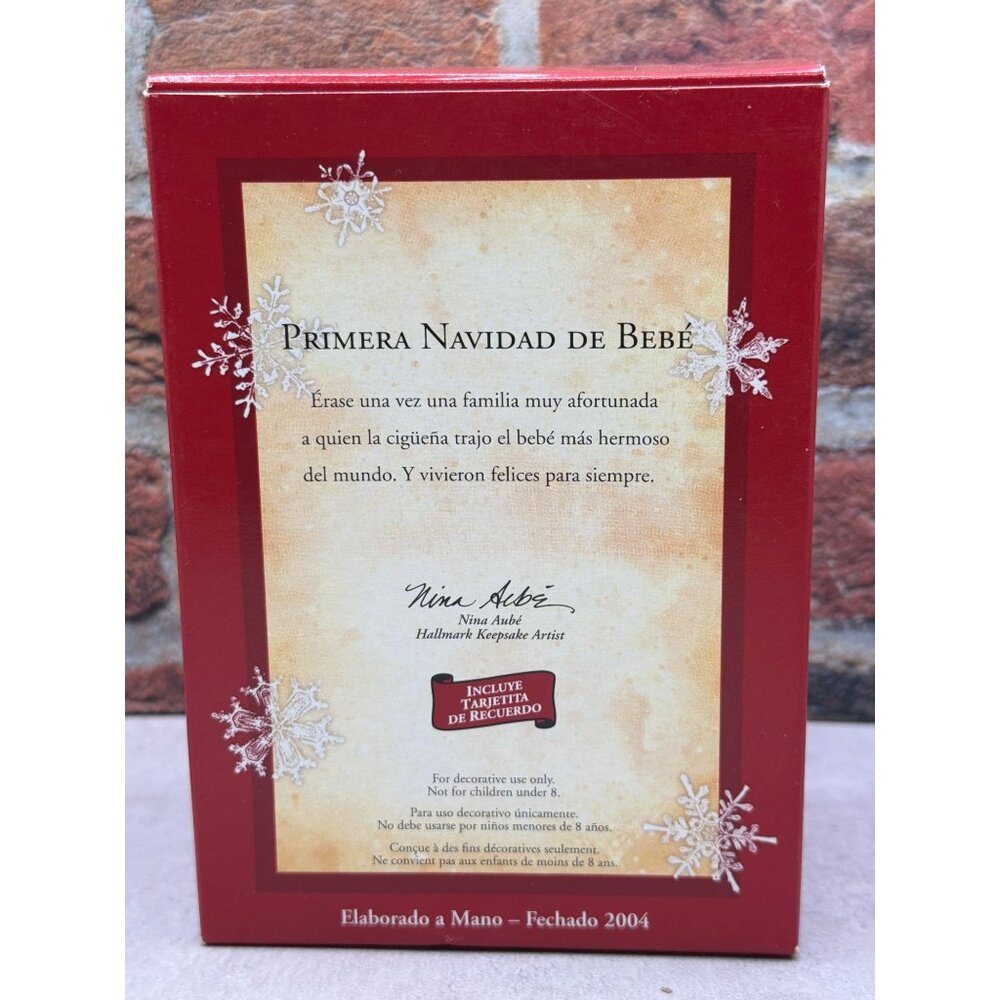 PRIMERA NAVIDAD DE BEBÉ
Érase una vez una familia muy afortunada
a quien la cigüeña trajo el bebé más hermoso
del mundo. Y vivieron felices para siempre.
Nina Aubé
Nina Aubé
Hallmark Keepsake Artist
INCLUYE
TARJETITA
DE RECUERDO
For decorative use only.
Not for children under 8.
Para uso decorativo únicamente.
No debe usarse por niños menores de 8 años.
Conçue à des fins décoratives seulement.
Ne convient pas aux enfants de moins de 8 ans.
Elaborado a Mano – Fechado 2004